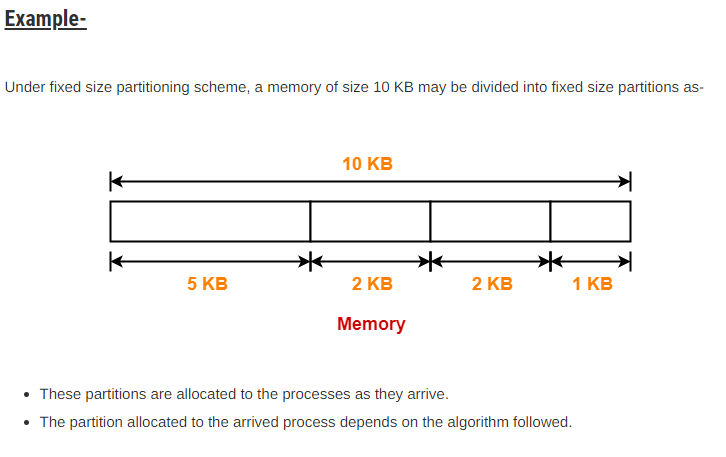 Example-
Under fixed size partitioning scheme, a memory of size 10 KB may be divided into fixed size partitions as-
10 KB
5 KB 2 KB 2 KB 1 KB
Memory
• These partitions are allocated to the processes as they arrive.
• The partition allocated to the arrived process depends on the algorithm followed.